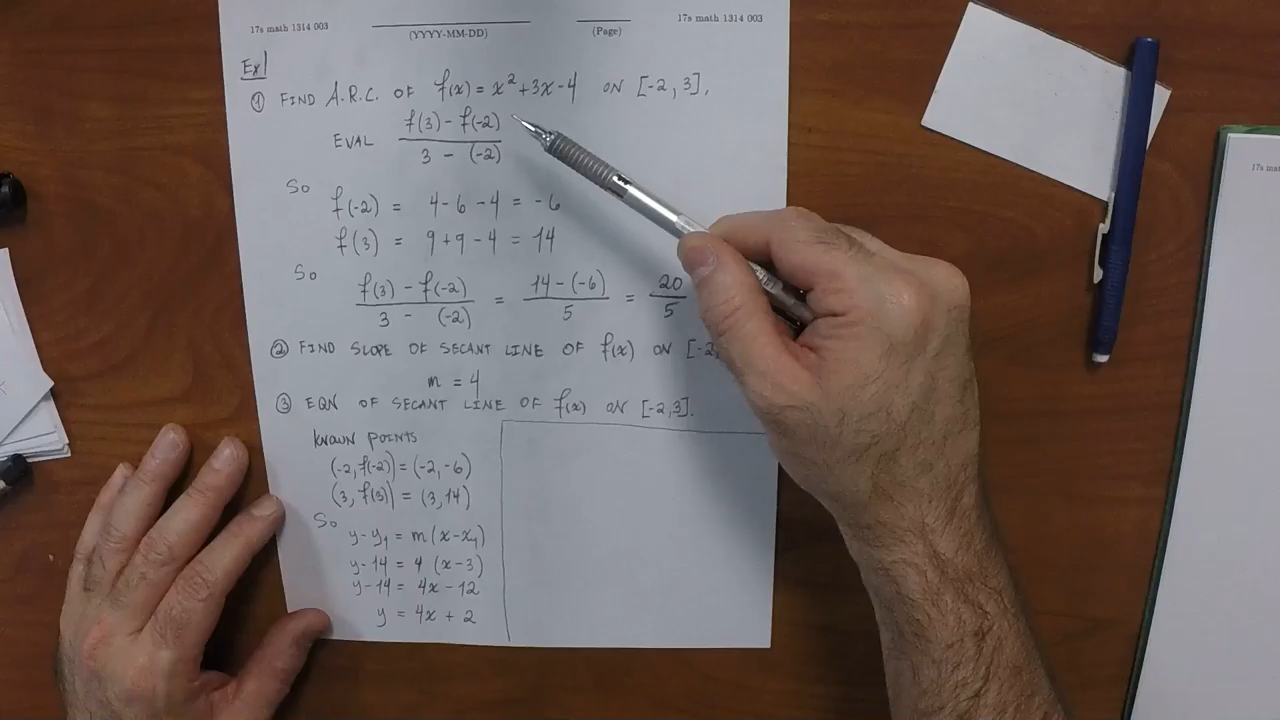 17s math 1314 003 (YYYY-MM-DD) (Page) 17s math 1314 003
Ex1
① FIND A.R.C. OF f(x) = x² + 3x - 4 ON [-2, 3].
EVAL f(3) - f(-2) / 3 - (-2)
So f(-2) = 4 - 6 - 4 = -6
f(3) = 9 + 9 - 4 = 14
So f(3) - f(-2) / 3 - (-2) = 14 - (-6) / 5 = 20 / 5
② FIND SLOPE OF SECANT LINE OF f(x) ON [-2,
m = 4
③ EQN OF SECANT LINE OF f(x) ON [-2,3].
KNOWN POINTS
(-2, f(-2)) = (-2, -6)
(3, f(3)) = (3, 14)
So
y - y₁ = m(x - x₁)
y - 14 = 4 (x - 3)
y - 14 = 4x - 12
y = 4x + 2
17s mat